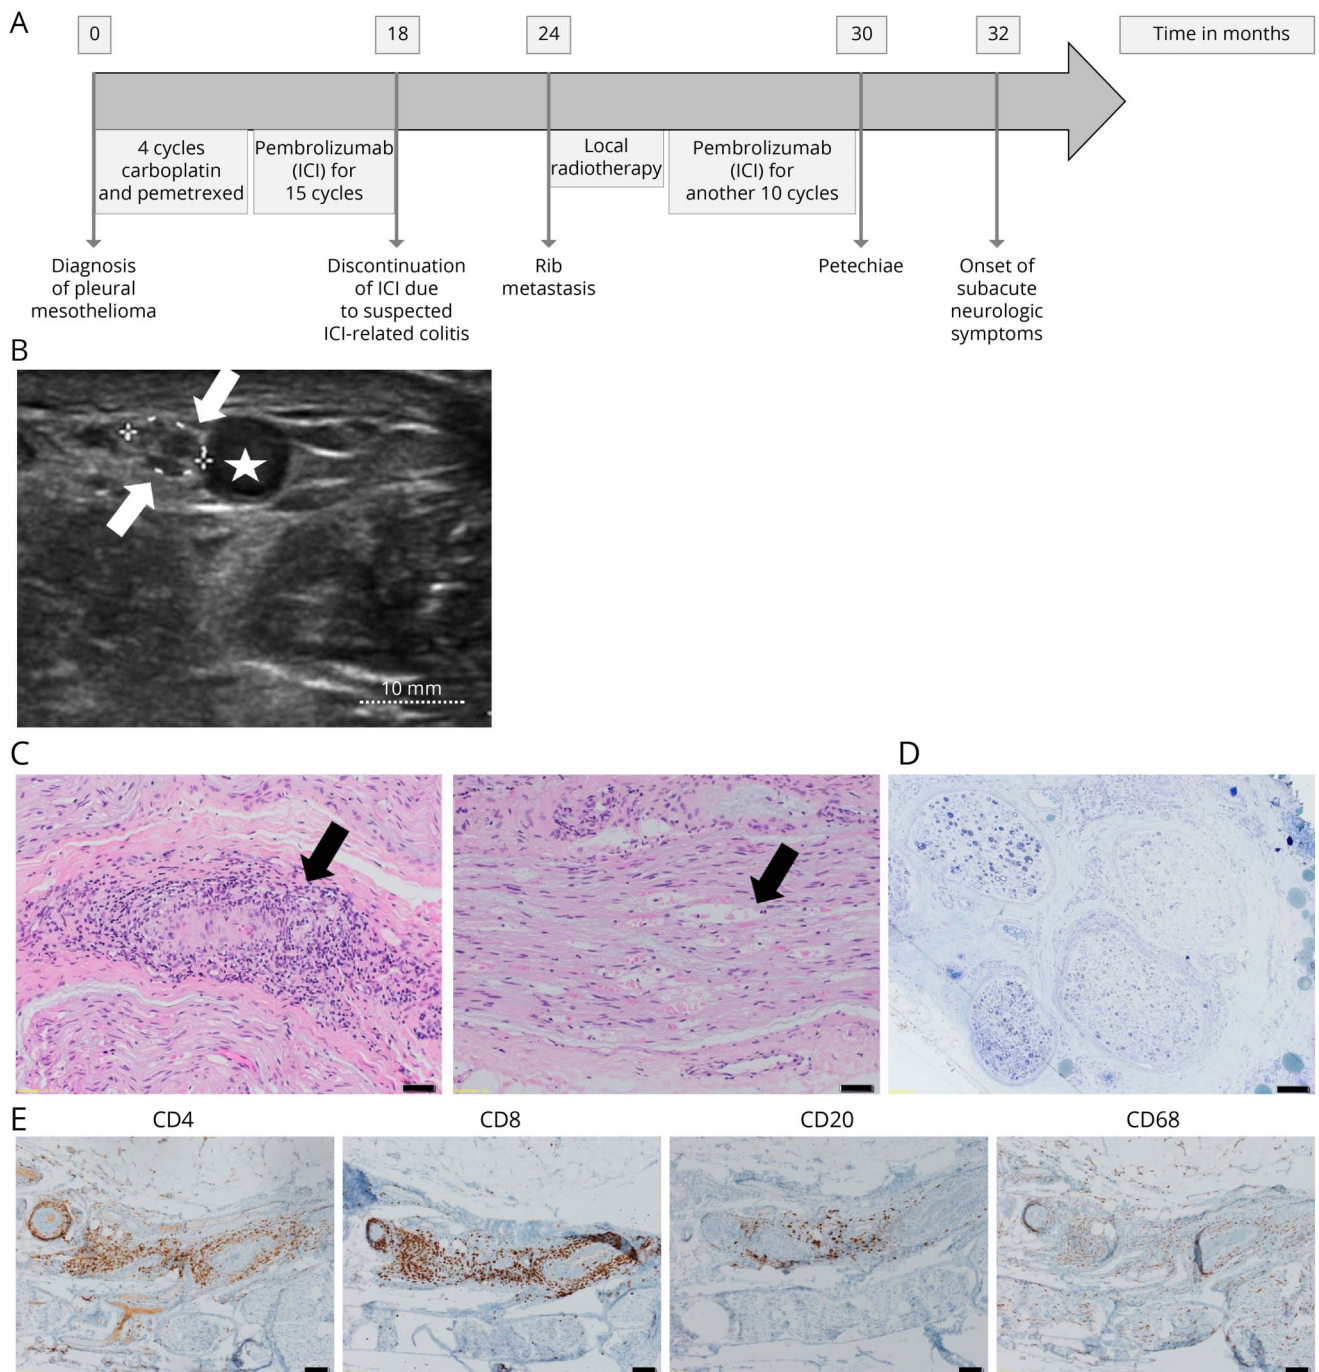 A
0
18
24
30
32
Time in months
4 cycles
carboplatin
and pemetrexed
Pembrolizumab
(ICI) for
15 cycles
Local
radiotherapy
Pembrolizumab
(ICI) for
another 10 cycles
Diagnosis
of pleural
mesothelioma
Discontinuation
of ICI due
to suspected
ICI-related colitis
Rib
metastasis
Petechiae
Onset of
subacute
neurologic
symptoms
B
10 mm
C
D
E
CD4
CD8
CD20
CD68